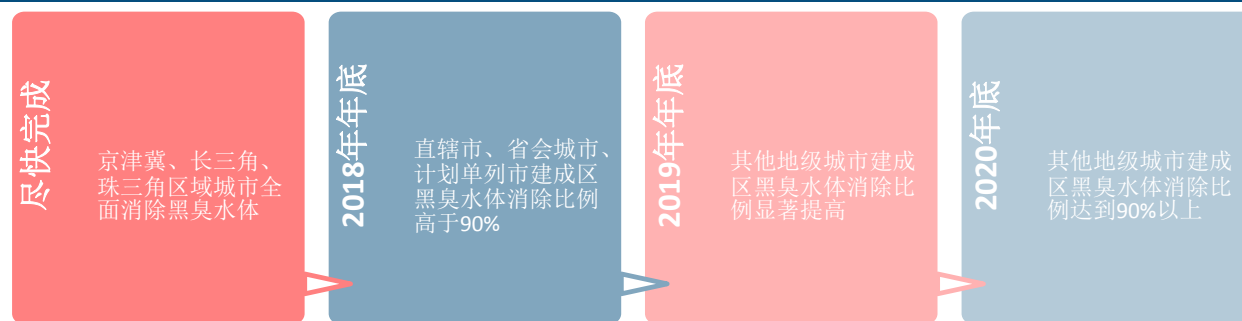 尽快完成
京津冀、长三角、
珠三角区域城市全
面消除黑臭水体
2018年年底
直辖市、省会城市、
计划单列市建成区
黑臭水体消除比例
高于90%
2019年年底
其他地级城市建成
区黑臭水体消除比
例显著提高
2020年底
其他地级城市建成
区黑臭水体消除比
例达到90%以上